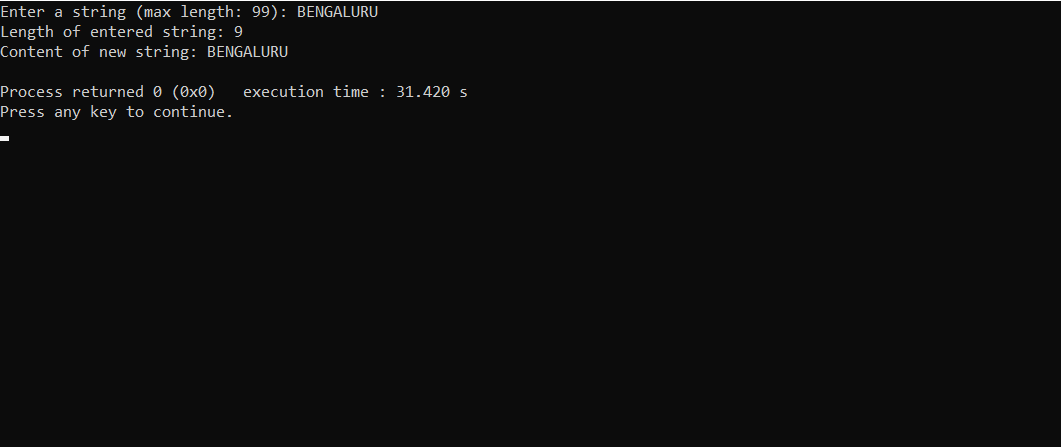 Enter a string (max length: 99): BENGALURU
Length of entered string: 9
Content of new string: BENGALURU
Process returned 0 (0x0)   execution time : 31.420 s
Press any key to continue.